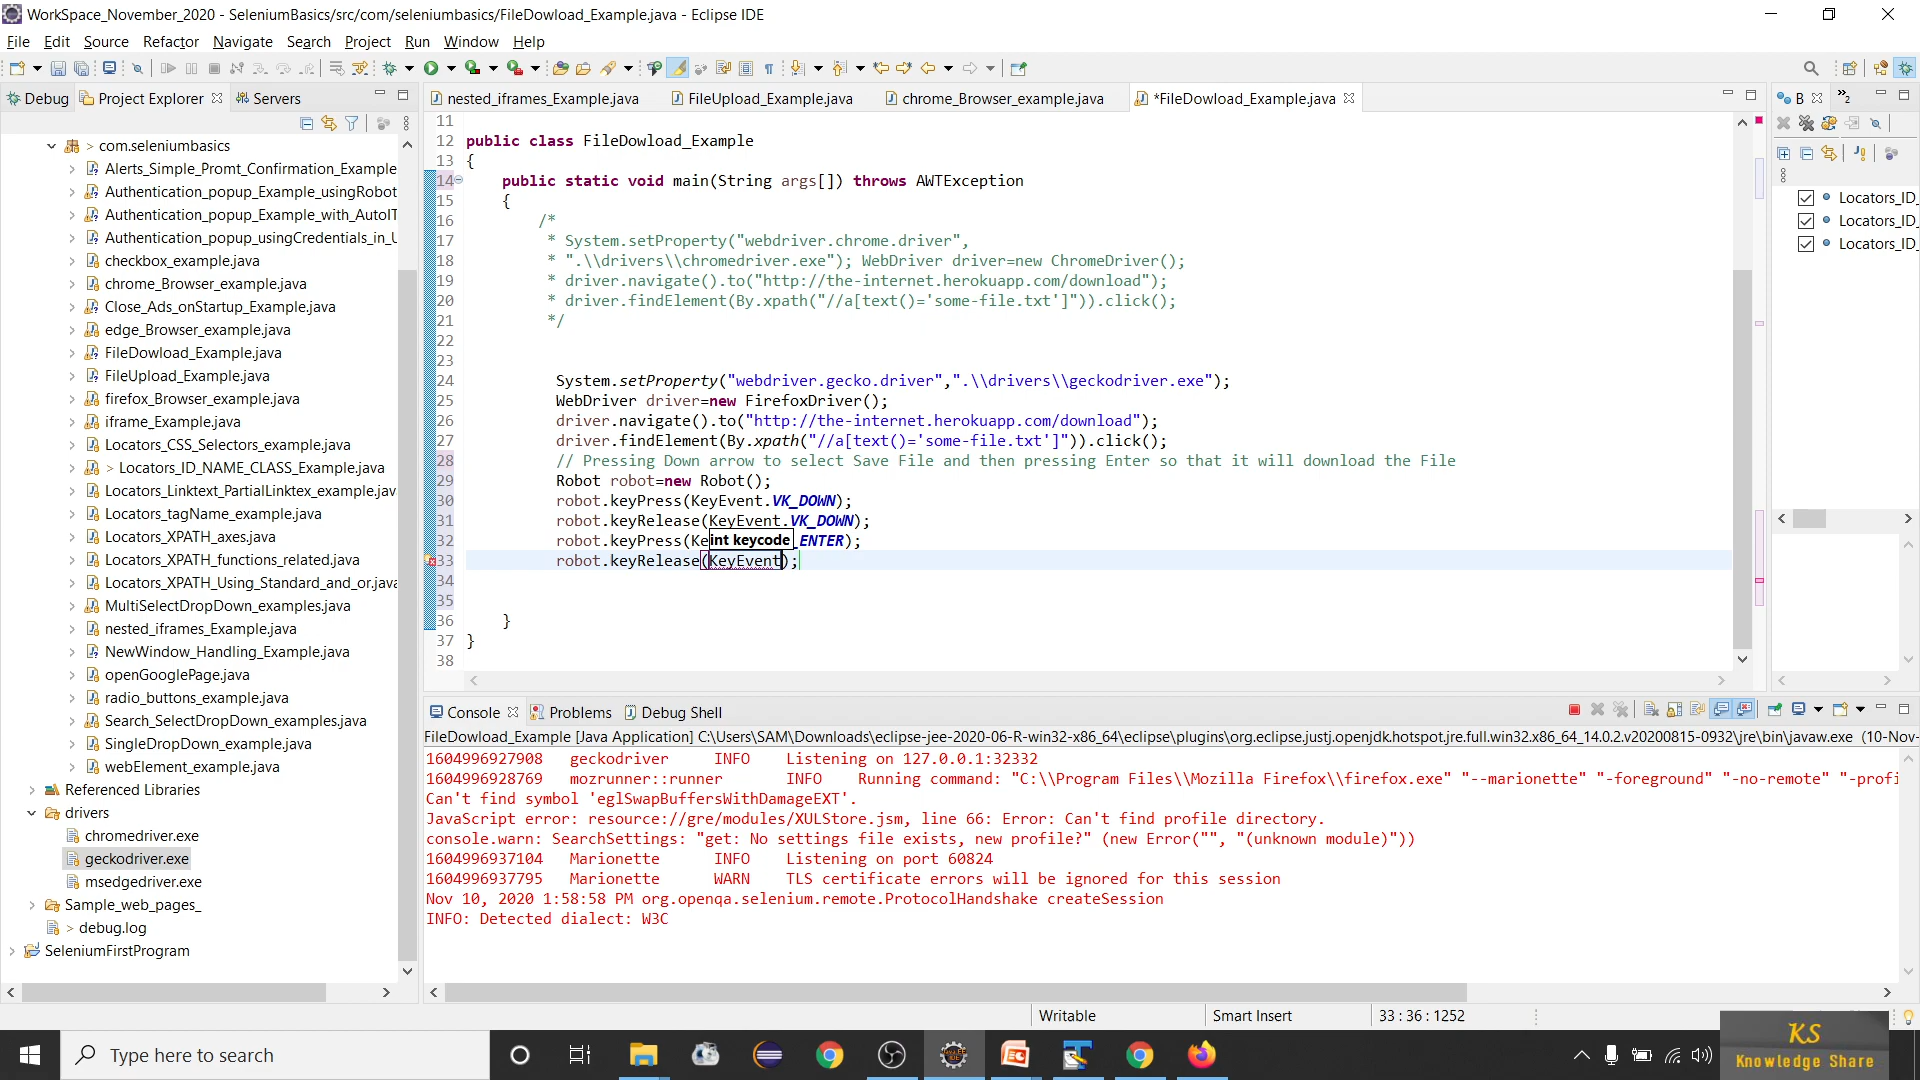 WorkSpace_November_2020 - SeleniumBasics/src/com/seleniumbasics/FileDowload_Example.java - Eclipse IDE
File Edit Source Refactor Navigate Search Project Run Window Help
Debug Project Explorer Servers
nested_iframes_Example.java FileUpload_Example.java chrome_Browser_example.java *FileDowload_Example.java B 2
> com.seleniumbasics
Alerts_Simple_Promt_Confirmation_Example
Authentication_popup_Example_usingRobot
Authentication_popup_Example_with_AutoIT
Authentication_popup_usingCredentials_in_U
checkbox_example.java
chrome_Browser_example.java
Close_Ads_onStartup_Example.java
edge_Browser_example.java
FileDowload_Example.java
FileUpload_Example.java
firefox_Browser_example.java
iframe_Example.java
Locators_CSS_Selectors_example.java
> Locators_ID_NAME_CLASS_Example.java
Locators_Linktext_PartialLinktex_example.jav
Locators_tagName_example.java
Locators_XPATH_axes.java
Locators_XPATH_functions_related.java
Locators_XPATH_Using_Standard_and_or.java
MultiSelectDropDown_examples.java
nested_iframes_Example.java
NewWindow_Handling_Example.java
openGooglePage.java
radio_buttons_example.java
Search_SelectDropDown_examples.java
SingleDropDown_example.java
webElement_example.java
Referenced Libraries
drivers
chromedriver.exe
geckodriver.exe
msedgedriver.exe
Sample_web_pages_
> debug.log
SeleniumFirstProgram
11
12 public class FileDowload_Example
13 {
14 public static void main(String args[]) throws AWTException
15 {
16 /*
17 * System.setProperty("webdriver.chrome.driver",
18 * ".\\drivers\\chromedriver.exe"); WebDriver driver=new ChromeDriver();
19 * driver.navigate().to("http://the-internet.herokuapp.com/download");
20 * driver.findElement(By.xpath("//a[text()='some-file.txt']")).click();
21 */
22
23
24 System.setProperty("webdriver.gecko.driver",".\\drivers\\geckodriver.exe");
25 WebDriver driver=new FirefoxDriver();
26 driver.navigate().to("http://the-internet.herokuapp.com/download");
27 driver.findElement(By.xpath("//a[text()='some-file.txt']")).click();
28 // Pressing Down arrow to select Save File and then pressing Enter so that it will download the File
29 Robot robot=new Robot();
30 robot.keyPress(KeyEvent.VK_DOWN);
31 robot.keyRelease(KeyEvent.VK_DOWN);
32 robot.keyPress(Ke int keycode _ENTER);
33 robot.keyRelease(KeyEvent);
34
35
36 }
37 }
38
Locators_ID_
Locators_ID_
Locators_ID_
Console Problems Debug Shell
FileDowload_Example [Java Application] C:\Users\SAM\Downloads\eclipse-jee-2020-06-R-win32-x86_64\eclipse\plugins\org.eclipse.justj.openjdk.hotspot.jre.full.win32.x86_64_14.0.2.v20200815-0932\jre\bin\javaw.exe (10-Nov-
1604996927908 geckodriver INFO Listening on 127.0.0.1:32332
1604996928769 mozrunner::runner INFO Running command: "C:\\Program Files\\Mozilla Firefox\\firefox.exe" "--marionette" "-foreground" "-no-remote" "-profi
Can't find symbol 'eglSwapBuffersWithDamageEXT'.
JavaScript error: resource://gre/modules/XULStore.jsm, line 66: Error: Can't find profile directory.
console.warn: SearchSettings: "get: No settings file exists, new profile?" (new Error("", "(unknown module)"))
1604996937104 Marionette INFO Listening on port 60824
1604996937795 Marionette WARN TLS certificate errors will be ignored for this session
Nov 10, 2020 1:58:58 PM org.openqa.selenium.remote.ProtocolHandshake createSession
INFO: Detected dialect: W3C
Writable Smart Insert 33 : 36 : 1252
Type here to search
KS
Knowledge Share